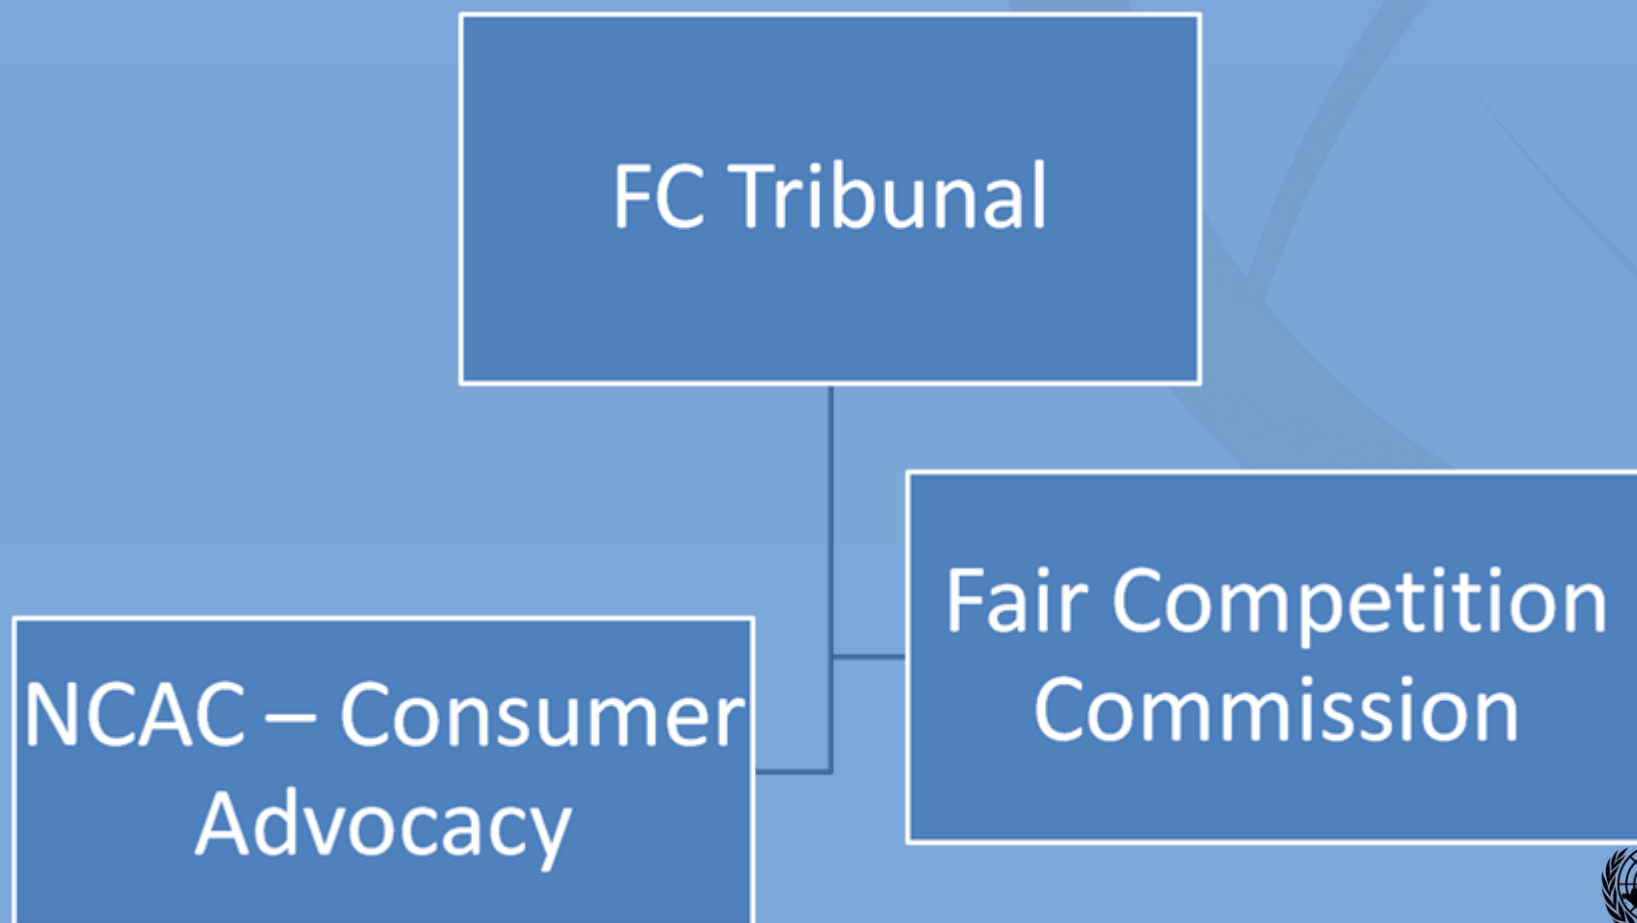 FC Tribunal
Fair Competition
Commission
NCAC – Consumer
Advocacy